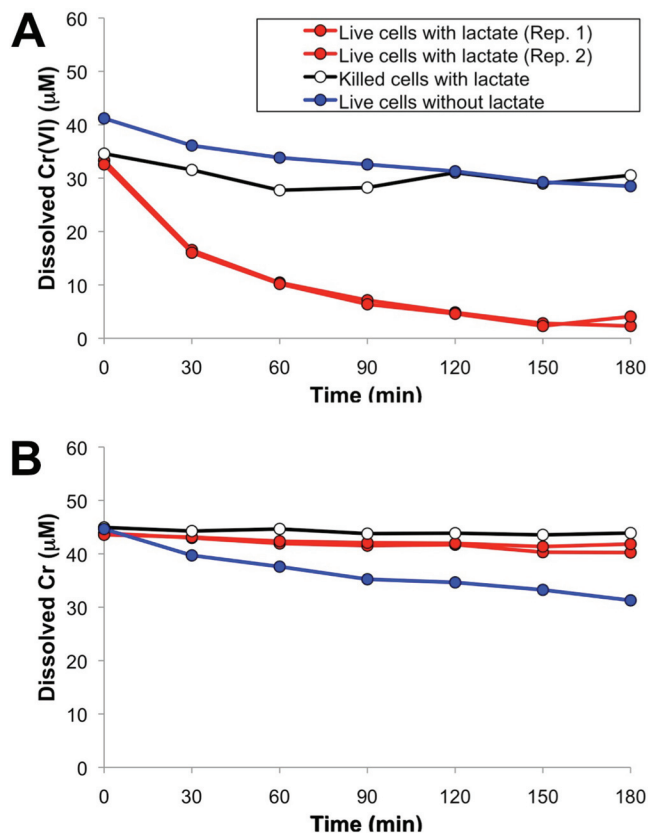 A
Dissolved Cr(VI) (μM)
60
50
40
30
20
10
0
Live cells with lactate (Rep. 1)
Live cells with lactate (Rep. 2)
Killed cells with lactate
Live cells without lactate
0 30 60 90 120 150 180
Time (min)
B
Dissolved Cr (μM)
60
50
40
30
20
10
0
0 30 60 90 120 150 180
Time (min)